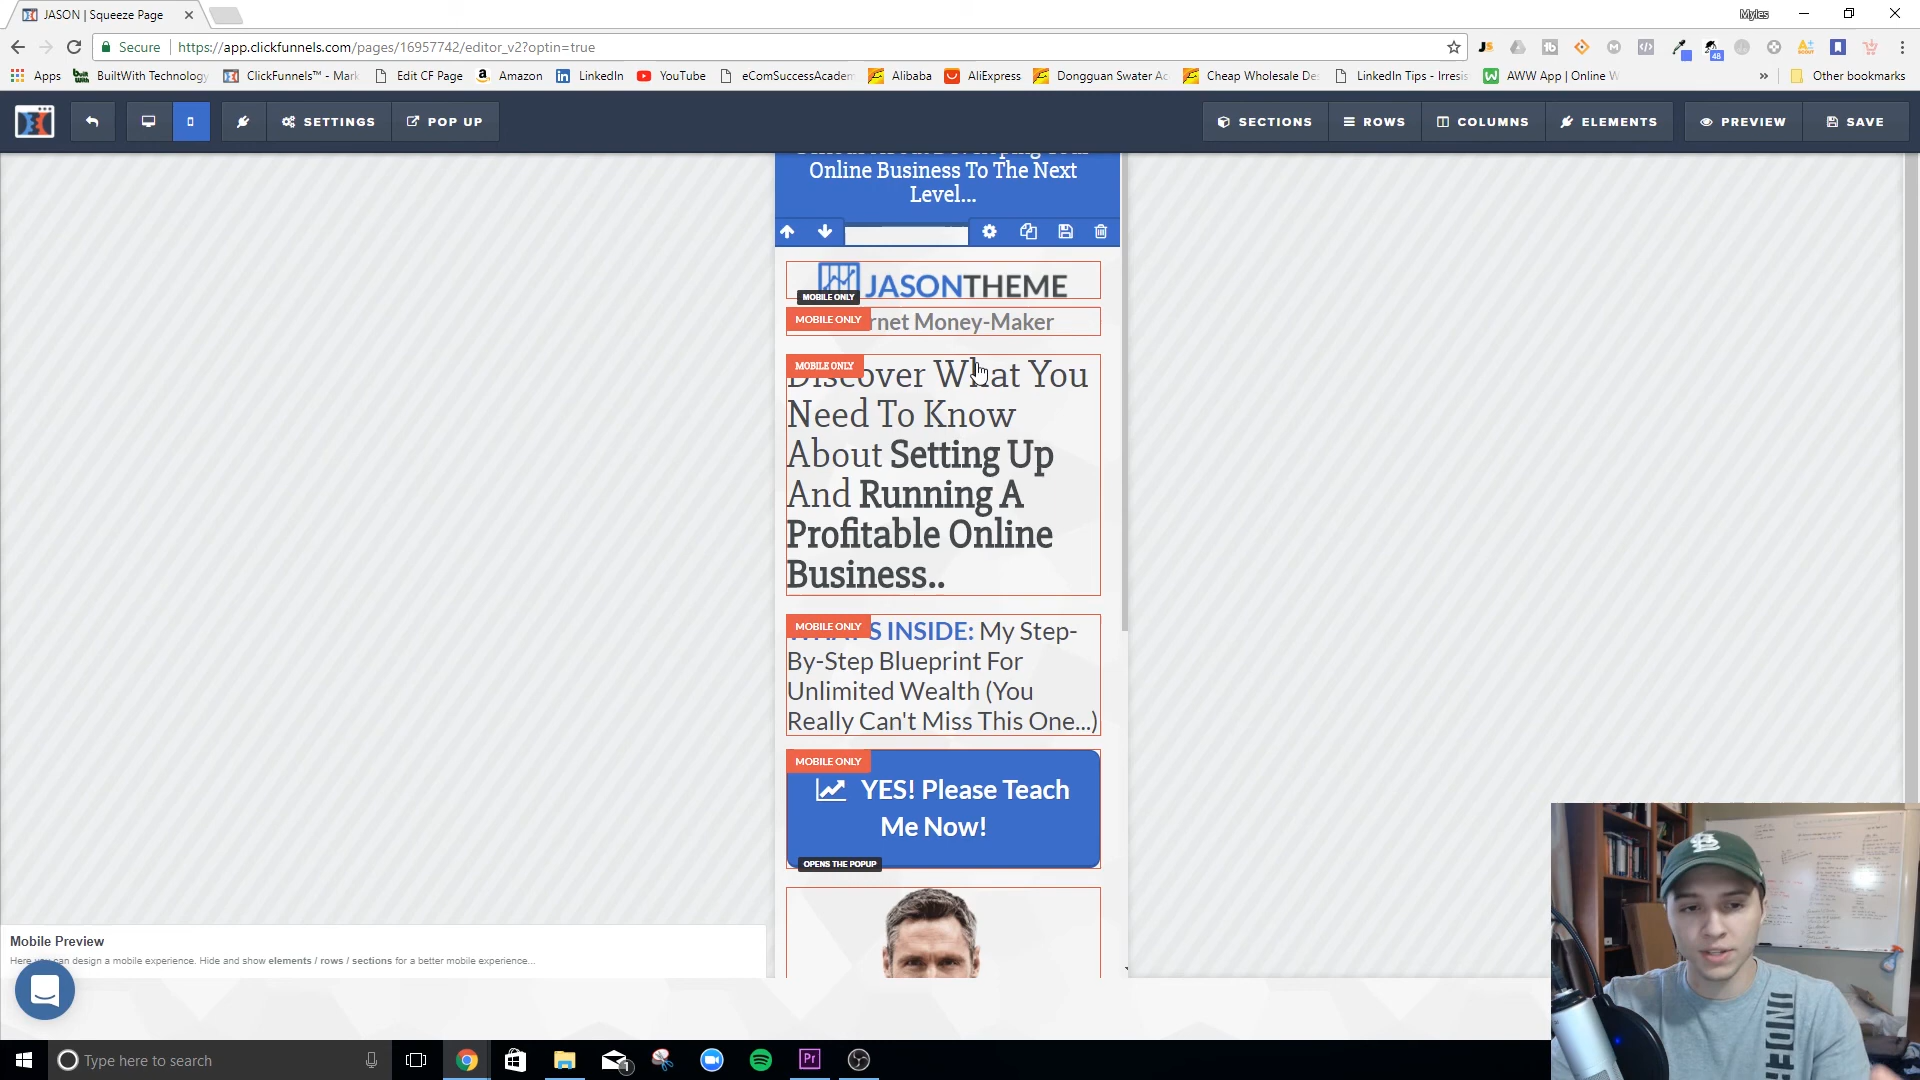 JASON | Squeeze Page
Myles
Secure
https://app.clickfunnels.com/pages/16957742/editor_v2?optin=true
Apps
BuiltWith Technology
ClickFunnels™ - Mark
Edit CF Page
Amazon
LinkedIn
YouTube
eComSuccessAcadem
Alibaba
AliExpress
Dongguan Swater Ac
Cheap Wholesale De
LinkedIn Tips - Irresis
AWW App | Online W
»
Other bookmarks
SETTINGS
POP UP
SECTIONS
ROWS
COLUMNS
ELEMENTS
PREVIEW
SAVE
Online Business To The Next
Level...
JASONTHEME
MOBILE ONLY
MOBILE ONLY
rnet Money-Maker
MOBILE ONLY
Discover What You
Need To Know
About Setting Up
And Running A
Profitable Online
Business..
MOBILE ONLY
S INSIDE: My Step-
By-Step Blueprint For
Unlimited Wealth (You
Really Can't Miss This One...)
MOBILE ONLY
YES! Please Teach
Me Now!
OPENS THE POPUP
Mobile Preview
Here you can design a mobile experience. Hide and show elements / rows / sections for a better mobile experience...
Type here to search
Pr